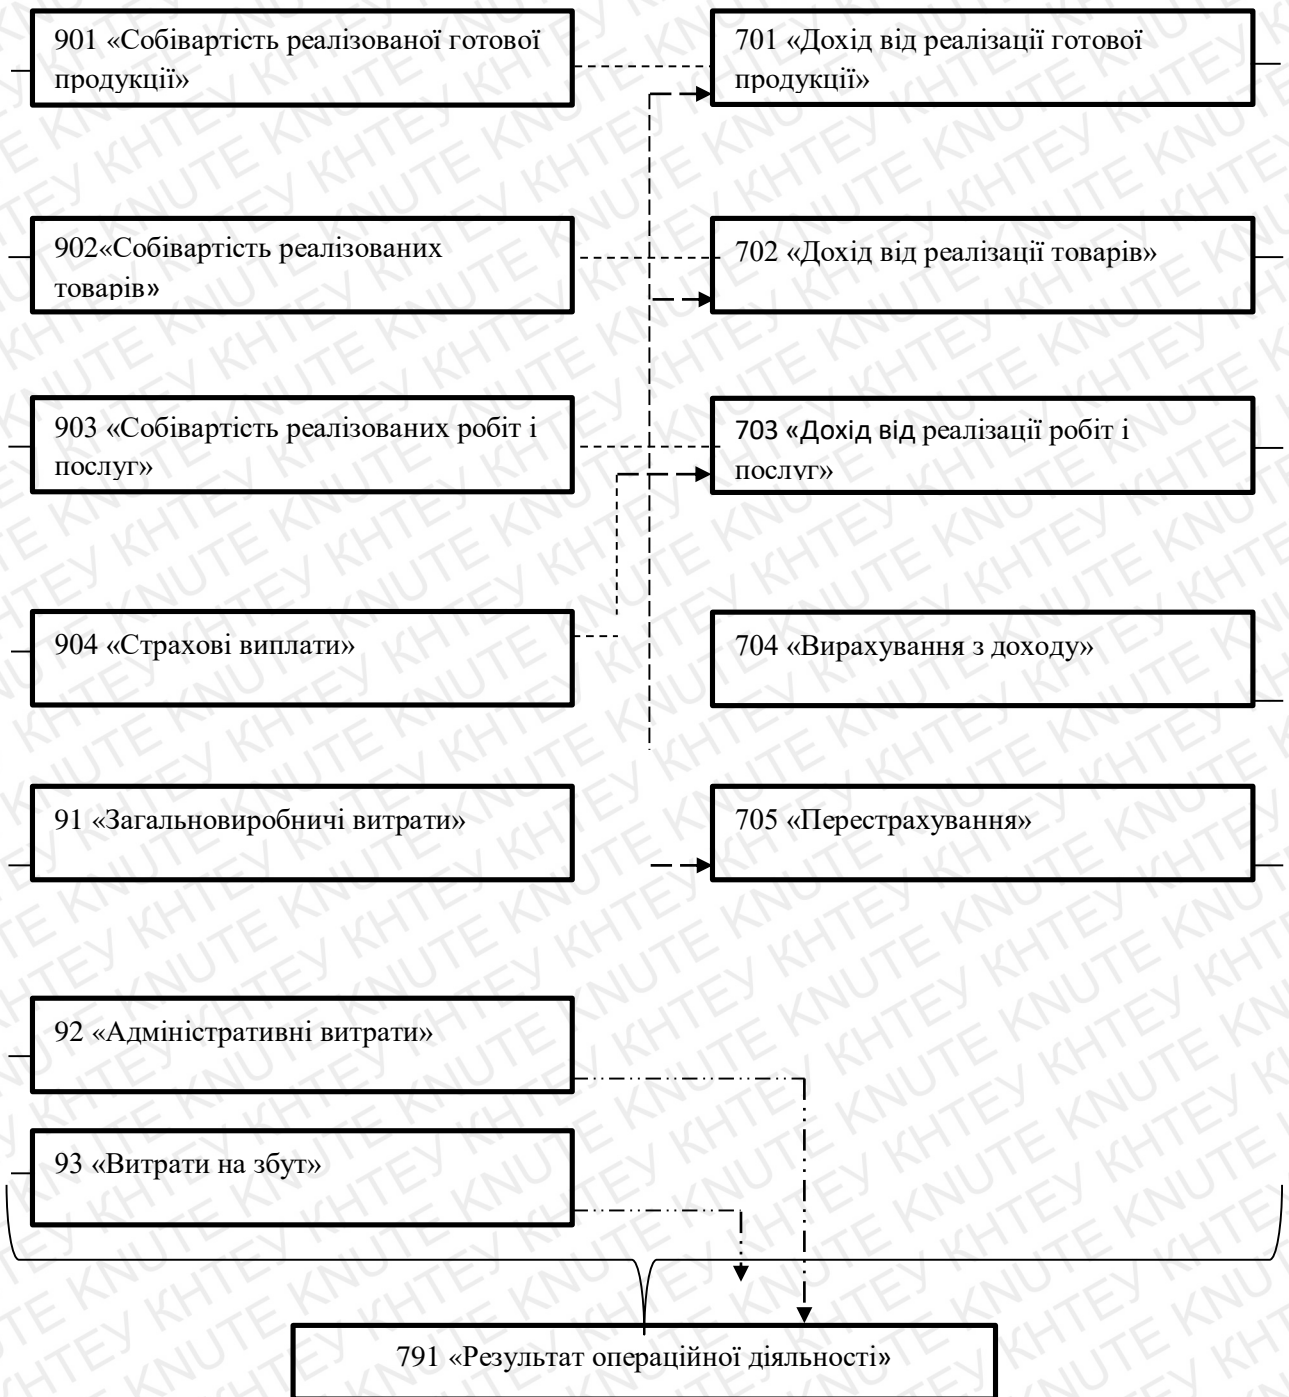 901 «Собівартість реалізованої готової
продукції»
701 «Дохід від реалізації готової
продукції»
902«Собівартість реалізованих
товарів»
702 «Дохід від реалізації товарів»
903 «Собівартість реалізованих робіт і
послуг»
703 «Дохід від реалізації робіт і
послуг»
904 «Страхові виплати»
704 «Вирахування з доходу»
91 «Загальновиробничі витрати»
705 «Перестрахування»
92 «Адміністративні витрати»
93 «Витрати на збут»
791 «Результат операційної діяльності»